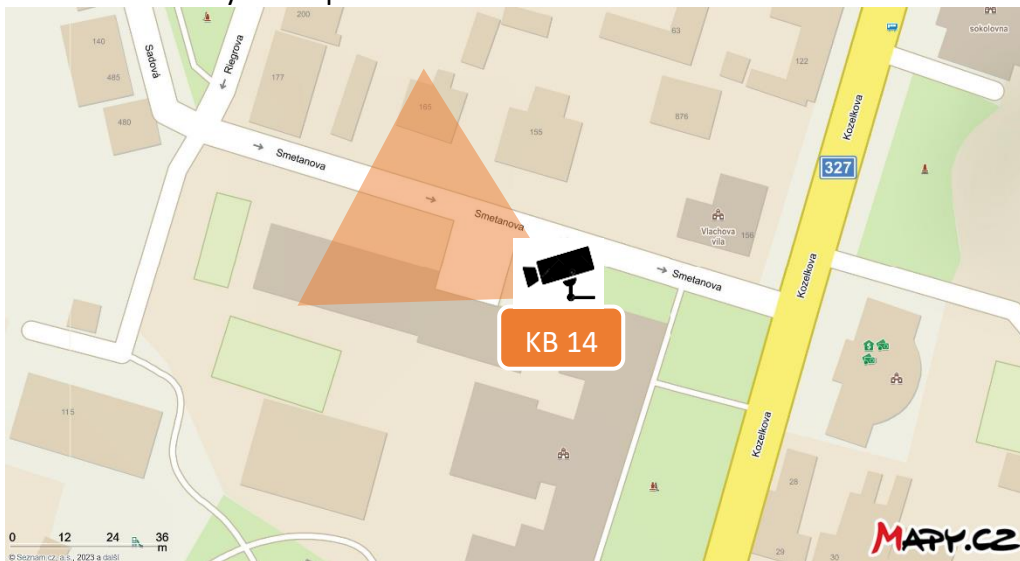 200
63
sokolovna
140
Sadová
Riegrova
122
485
177
165
Kozelkova
480
155
876
Smetanova
327
Smetanova
Vlachova
vila
156
Smetanova
Kozelkova
KB 14
115
Kozelkova
28
0 12 24 36
m
29
30
© Seznam.cz, a.s., 2023 a další
MAPY.CZ